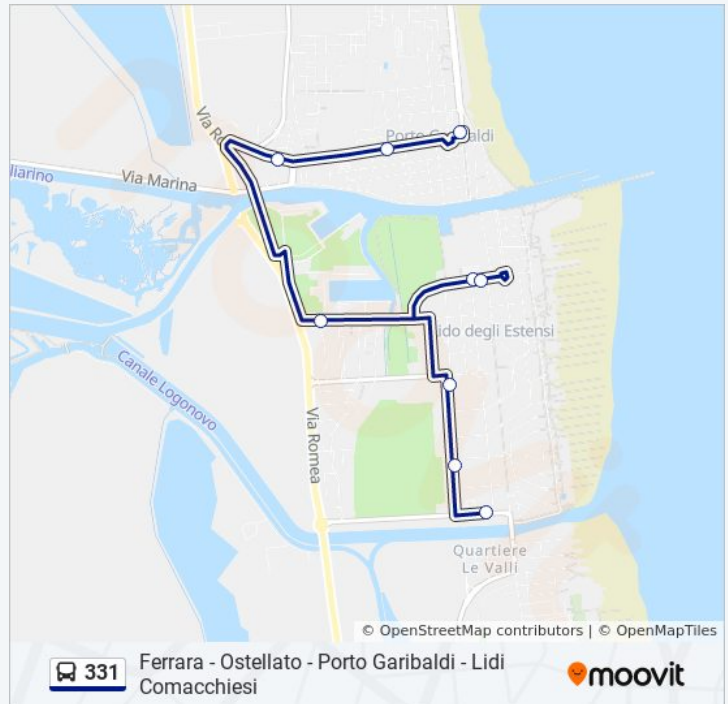 Porto Garibaldi
Via Marina
Canale Logonovo
Lido degli Estensi
Via Romea
Quartiere
Le Valli
© OpenStreetMap contributors | © OpenMapTiles
331
Ferrara - Ostellato - Porto Garibaldi - Lidi
Comacchiesi
moovit